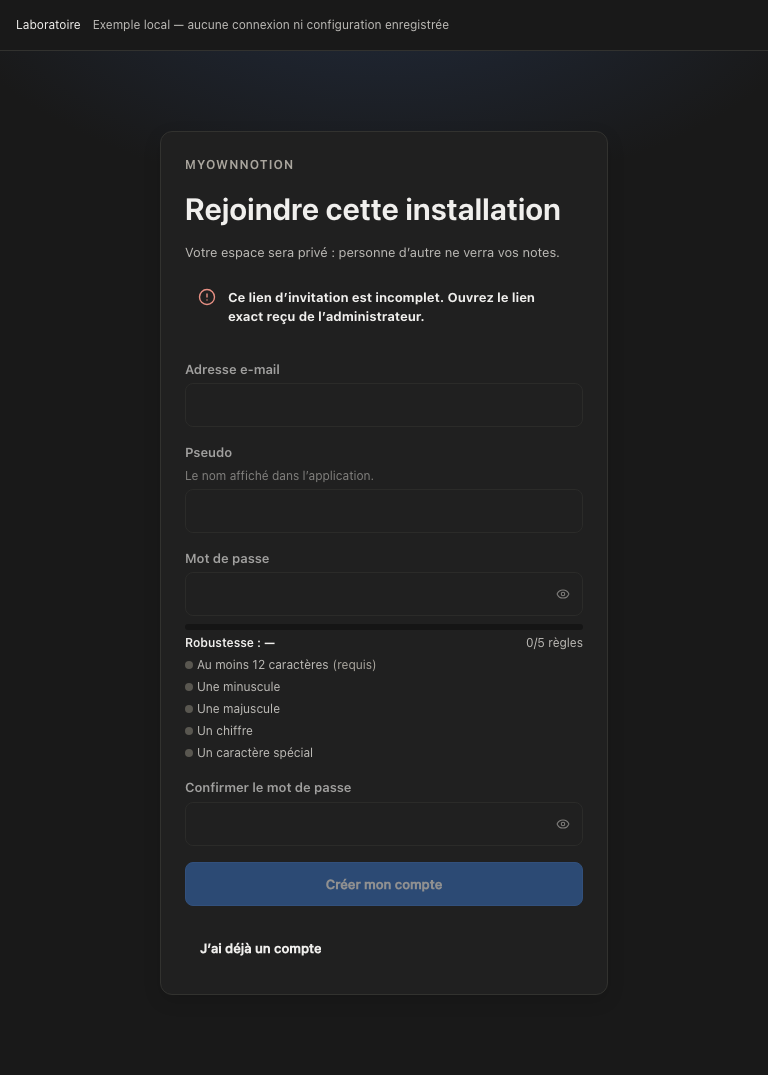 Laboratoire Exemple local — aucune connexion ni configuration enregistrée
MYOWNNOTION
Rejoindre cette installation
Votre espace sera privé : personne d’autre ne verra vos notes.
Ce lien d’invitation est incomplet. Ouvrez le lien
exact reçu de l’administrateur.
Adresse e-mail
Pseudo
Le nom affiché dans l’application.
Mot de passe
Robustesse : — 0/5 règles
Au moins 12 caractères (requis)
Une minuscule
Une majuscule
Un chiffre
Un caractère spécial
Confirmer le mot de passe
Créer mon compte
J’ai déjà un compte